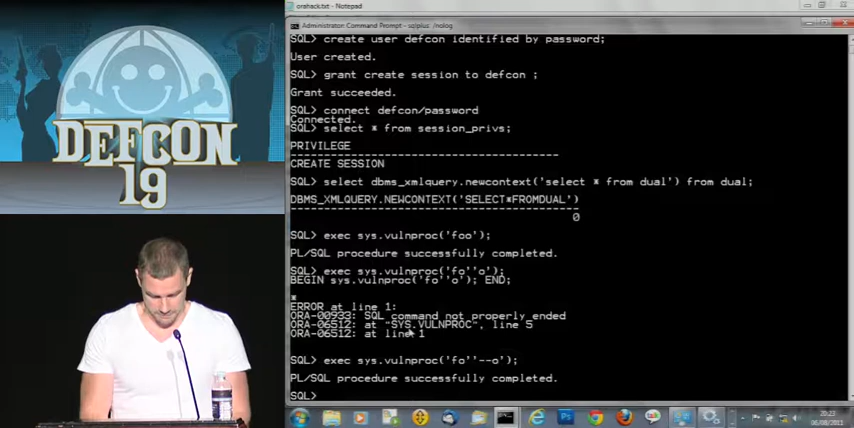 orahack.txt - Notepad
Administrator: Command Prompt - sqlplus /nolog
SQL> create user defcon identified by password;
User created.
SQL> grant create session to defcon ;
Grant succeeded.
SQL> connect defcon/password
Connected.
SQL> select * from session_privs;
PRIVILEGE
----------------------------------------
CREATE SESSION
SQL> select dbms_xmlquery.newcontext('select * from dual') from dual;
DBMS_XMLQUERY.NEWCONTEXT('SELECT*FROMDUAL')
-------------------------------------------
0
SQL> exec sys.vulnproc('foo');
PL/SQL procedure successfully completed.
SQL> exec sys.vulnproc('fo''o');
BEGIN sys.vulnproc('fo''o'); END;
*
ERROR at line 1:
ORA-00933: SQL command not properly ended
ORA-06512: at "SYS.VULNPROC", line 5
ORA-06512: at line 1
SQL> exec sys.vulnproc('fo''--o');
PL/SQL procedure successfully completed.
SQL>
DEFCON
19
20:23
06/08/2011